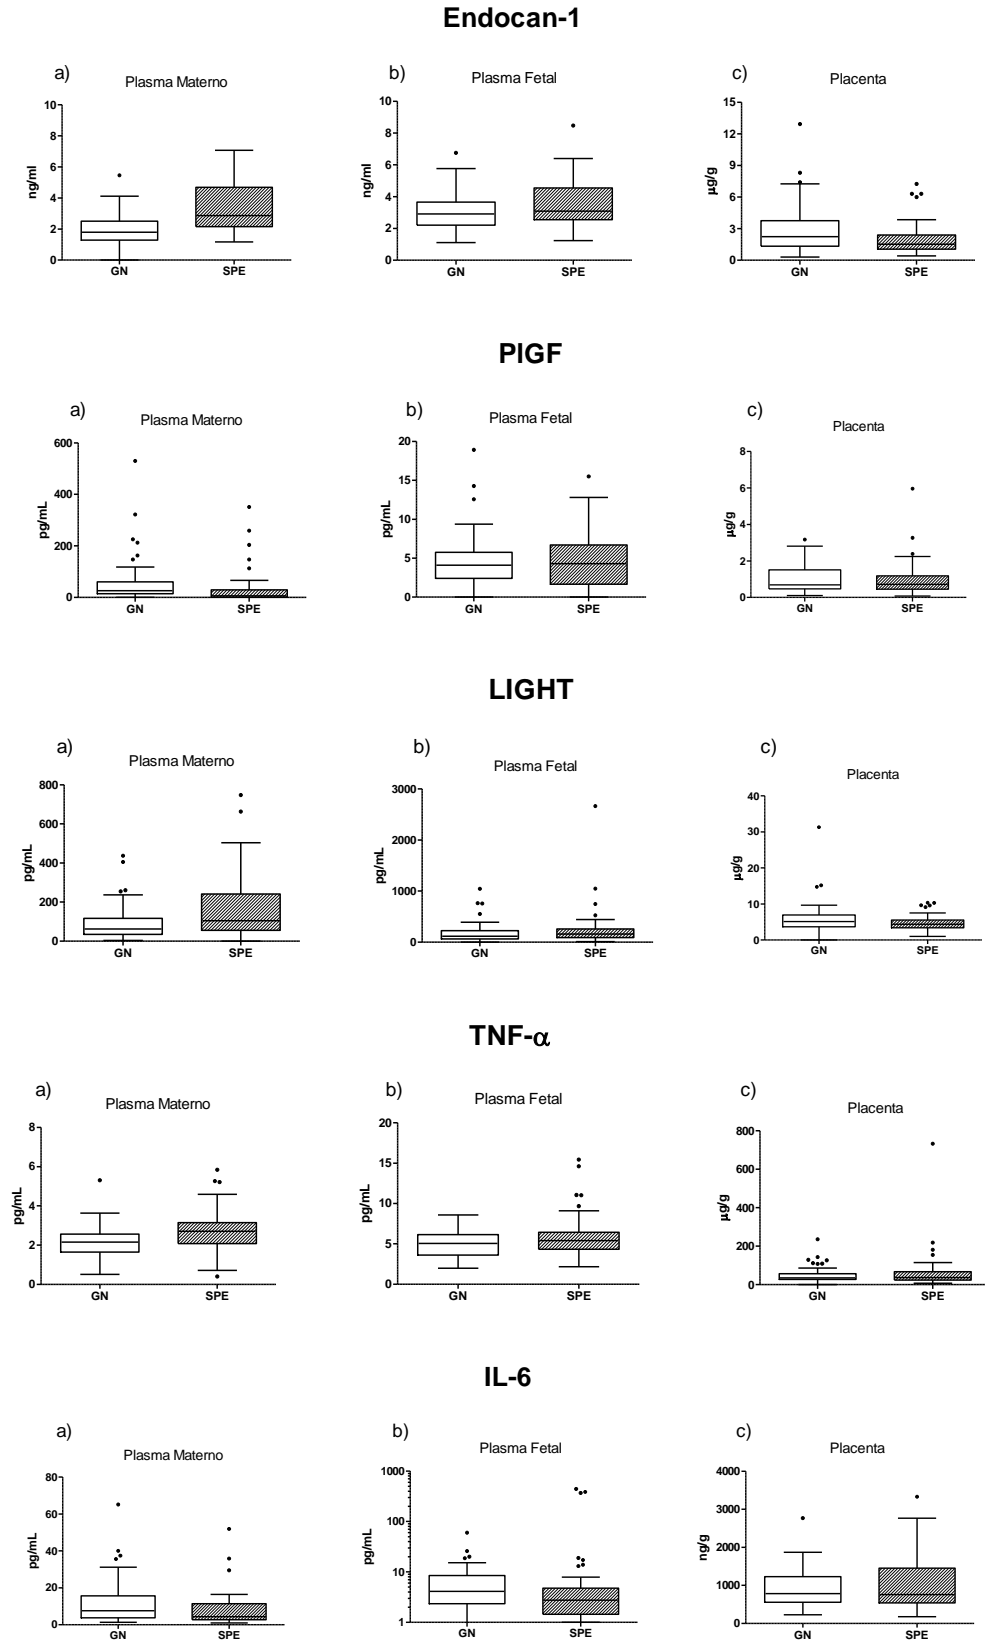 Endocan-1
a)
Plasma Materno
10
8
6
4
2
0
ng/ml
GN SPE
b)
Plasma Fetal
10
8
6
4
2
0
ng/ml
GN SPE
c)
Placenta
15
12
9
6
3
0
µg/g
GN SPE
PlGF
a)
Plasma Materno
600
400
200
0
pg/mL
GN SPE
b)
Plasma Fetal
20
15
10
5
0
pg/mL
GN SPE
c)
Placenta
8
6
4
2
0
µg/g
GN SPE
LIGHT
a)
Plasma Materno
800
600
400
200
0
pg/mL
GN SPE
b)
Plasma Fetal
3000
2000
1000
0
pg/mL
GN SPE
c)
Placenta
40
30
20
10
0
µg/g
GN SPE
TNF-α
a)
Plasma Materno
8
6
4
2
0
pg/mL
GN SPE
b)
Plasma Fetal
20
15
10
5
0
pg/mL
GN SPE
c)
Placenta
800
600
400
200
0
µg/g
GN SPE
IL-6
a)
Plasma Materno
80
60
40
20
0
pg/mL
GN SPE
b)
Plasma Fetal
1000
100
10
1
pg/mL
GN SPE
c)
Placenta
4000
3000
2000
1000
0
ng/g
GN SPE